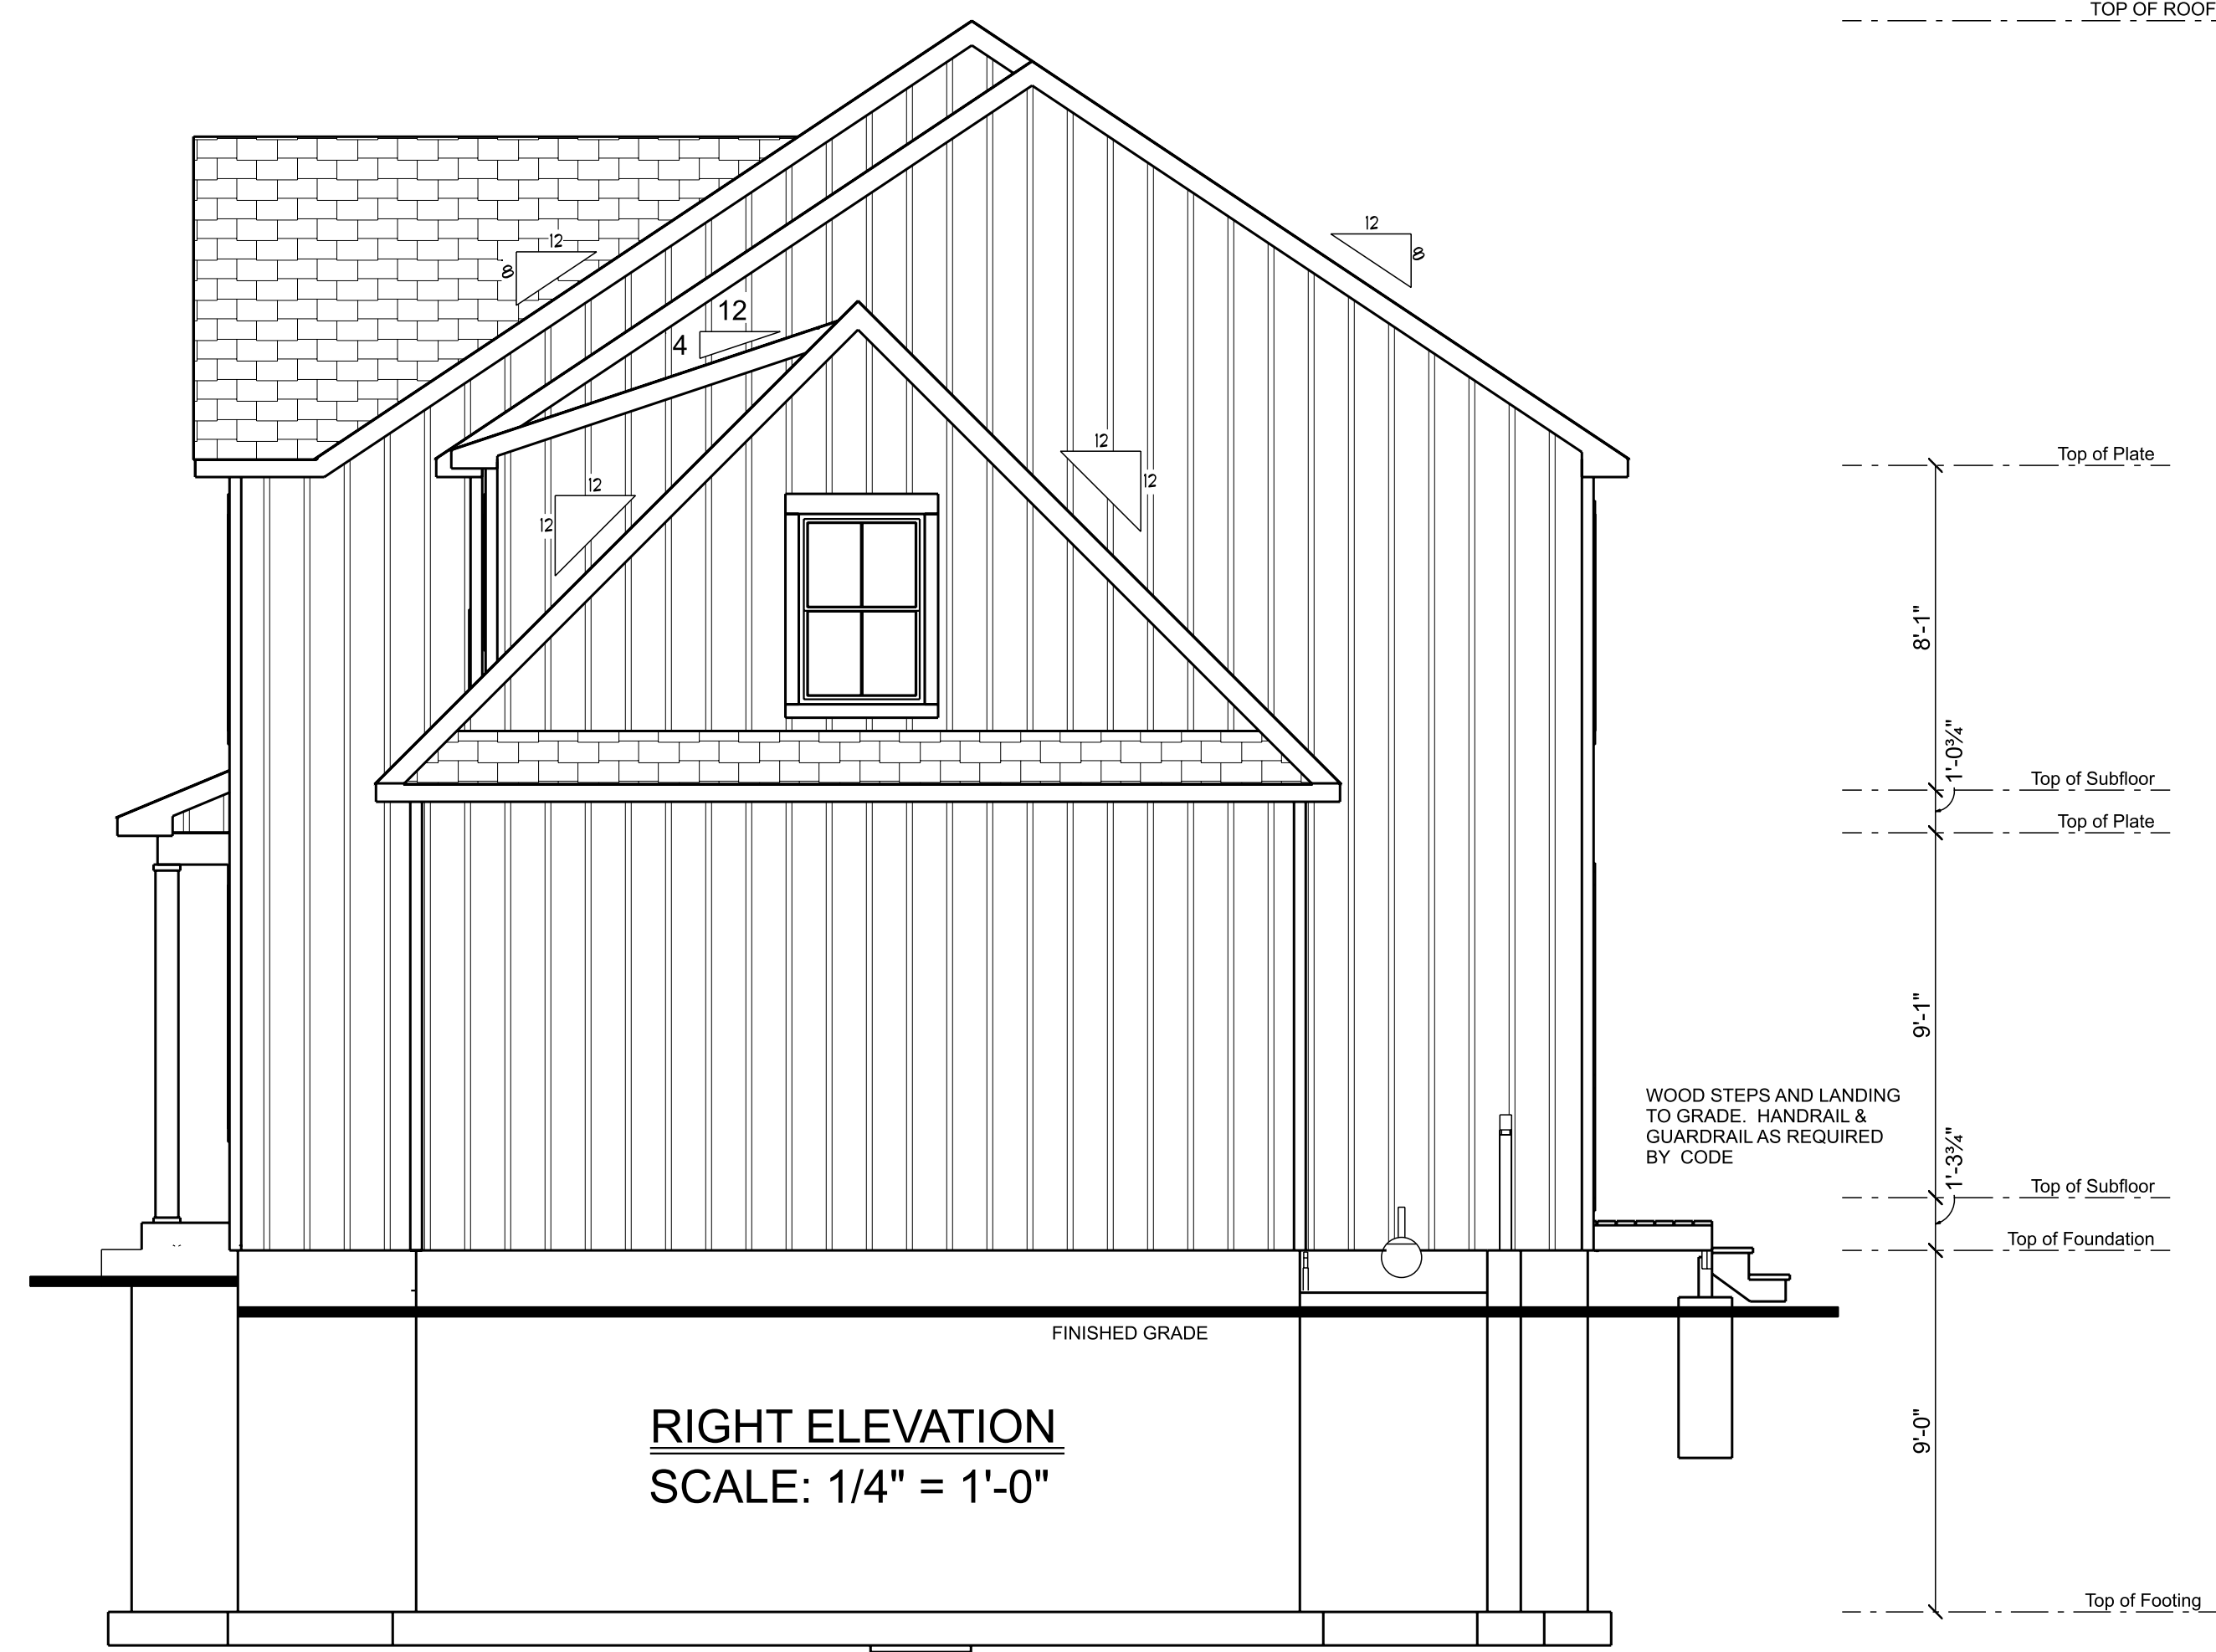 TOP OF ROOF
12
8
12
8
12
4
12
12
12
12
Top of Plate
8'-1"
1'-0¾"
Top of Subfloor
Top of Plate
9'-1"
WOOD STEPS AND LANDING
TO GRADE. HANDRAIL &
GUARDRAIL AS REQUIRED
BY CODE
1'-3¾"
Top of Subfloor
Top of Foundation
FINISHED GRADE
9'-0"
RIGHT ELEVATION
SCALE: 1/4" = 1'-0"
Top of Footing